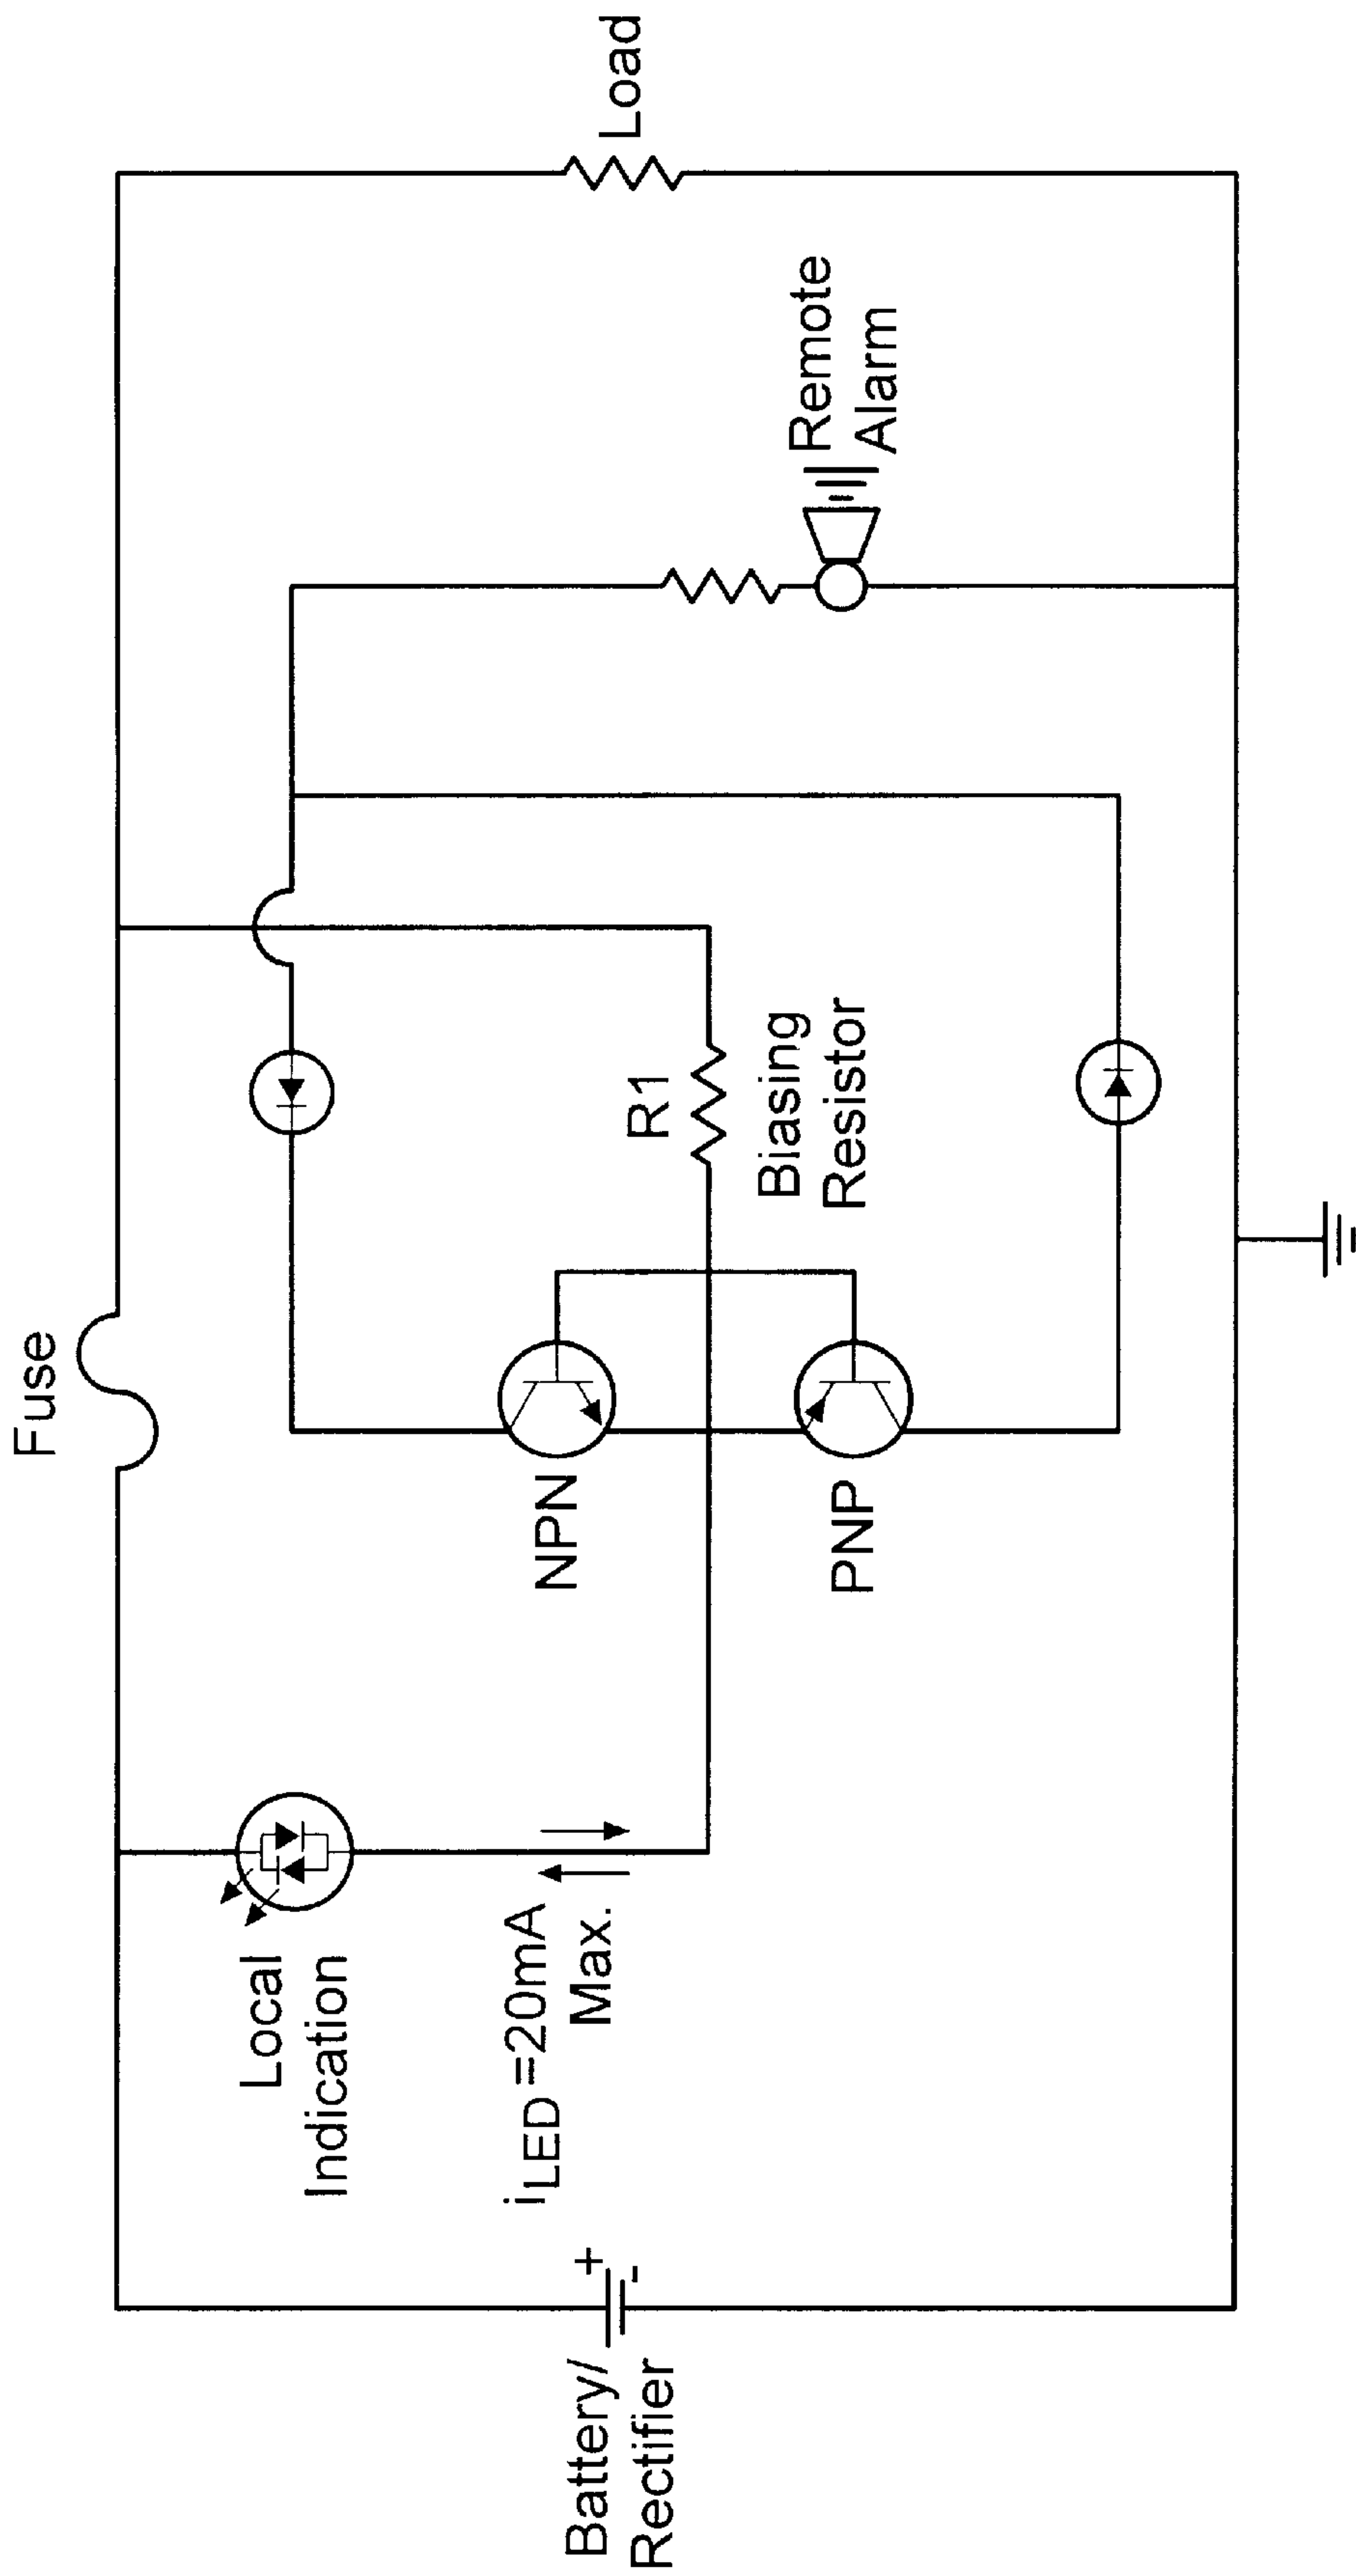 Fuse
Local
Indication
iLED=20mA
Max.
Battery/
Rectifier
+
-
NPN
PNP
R1
Biasing
Resistor
Remote
Alarm
Load